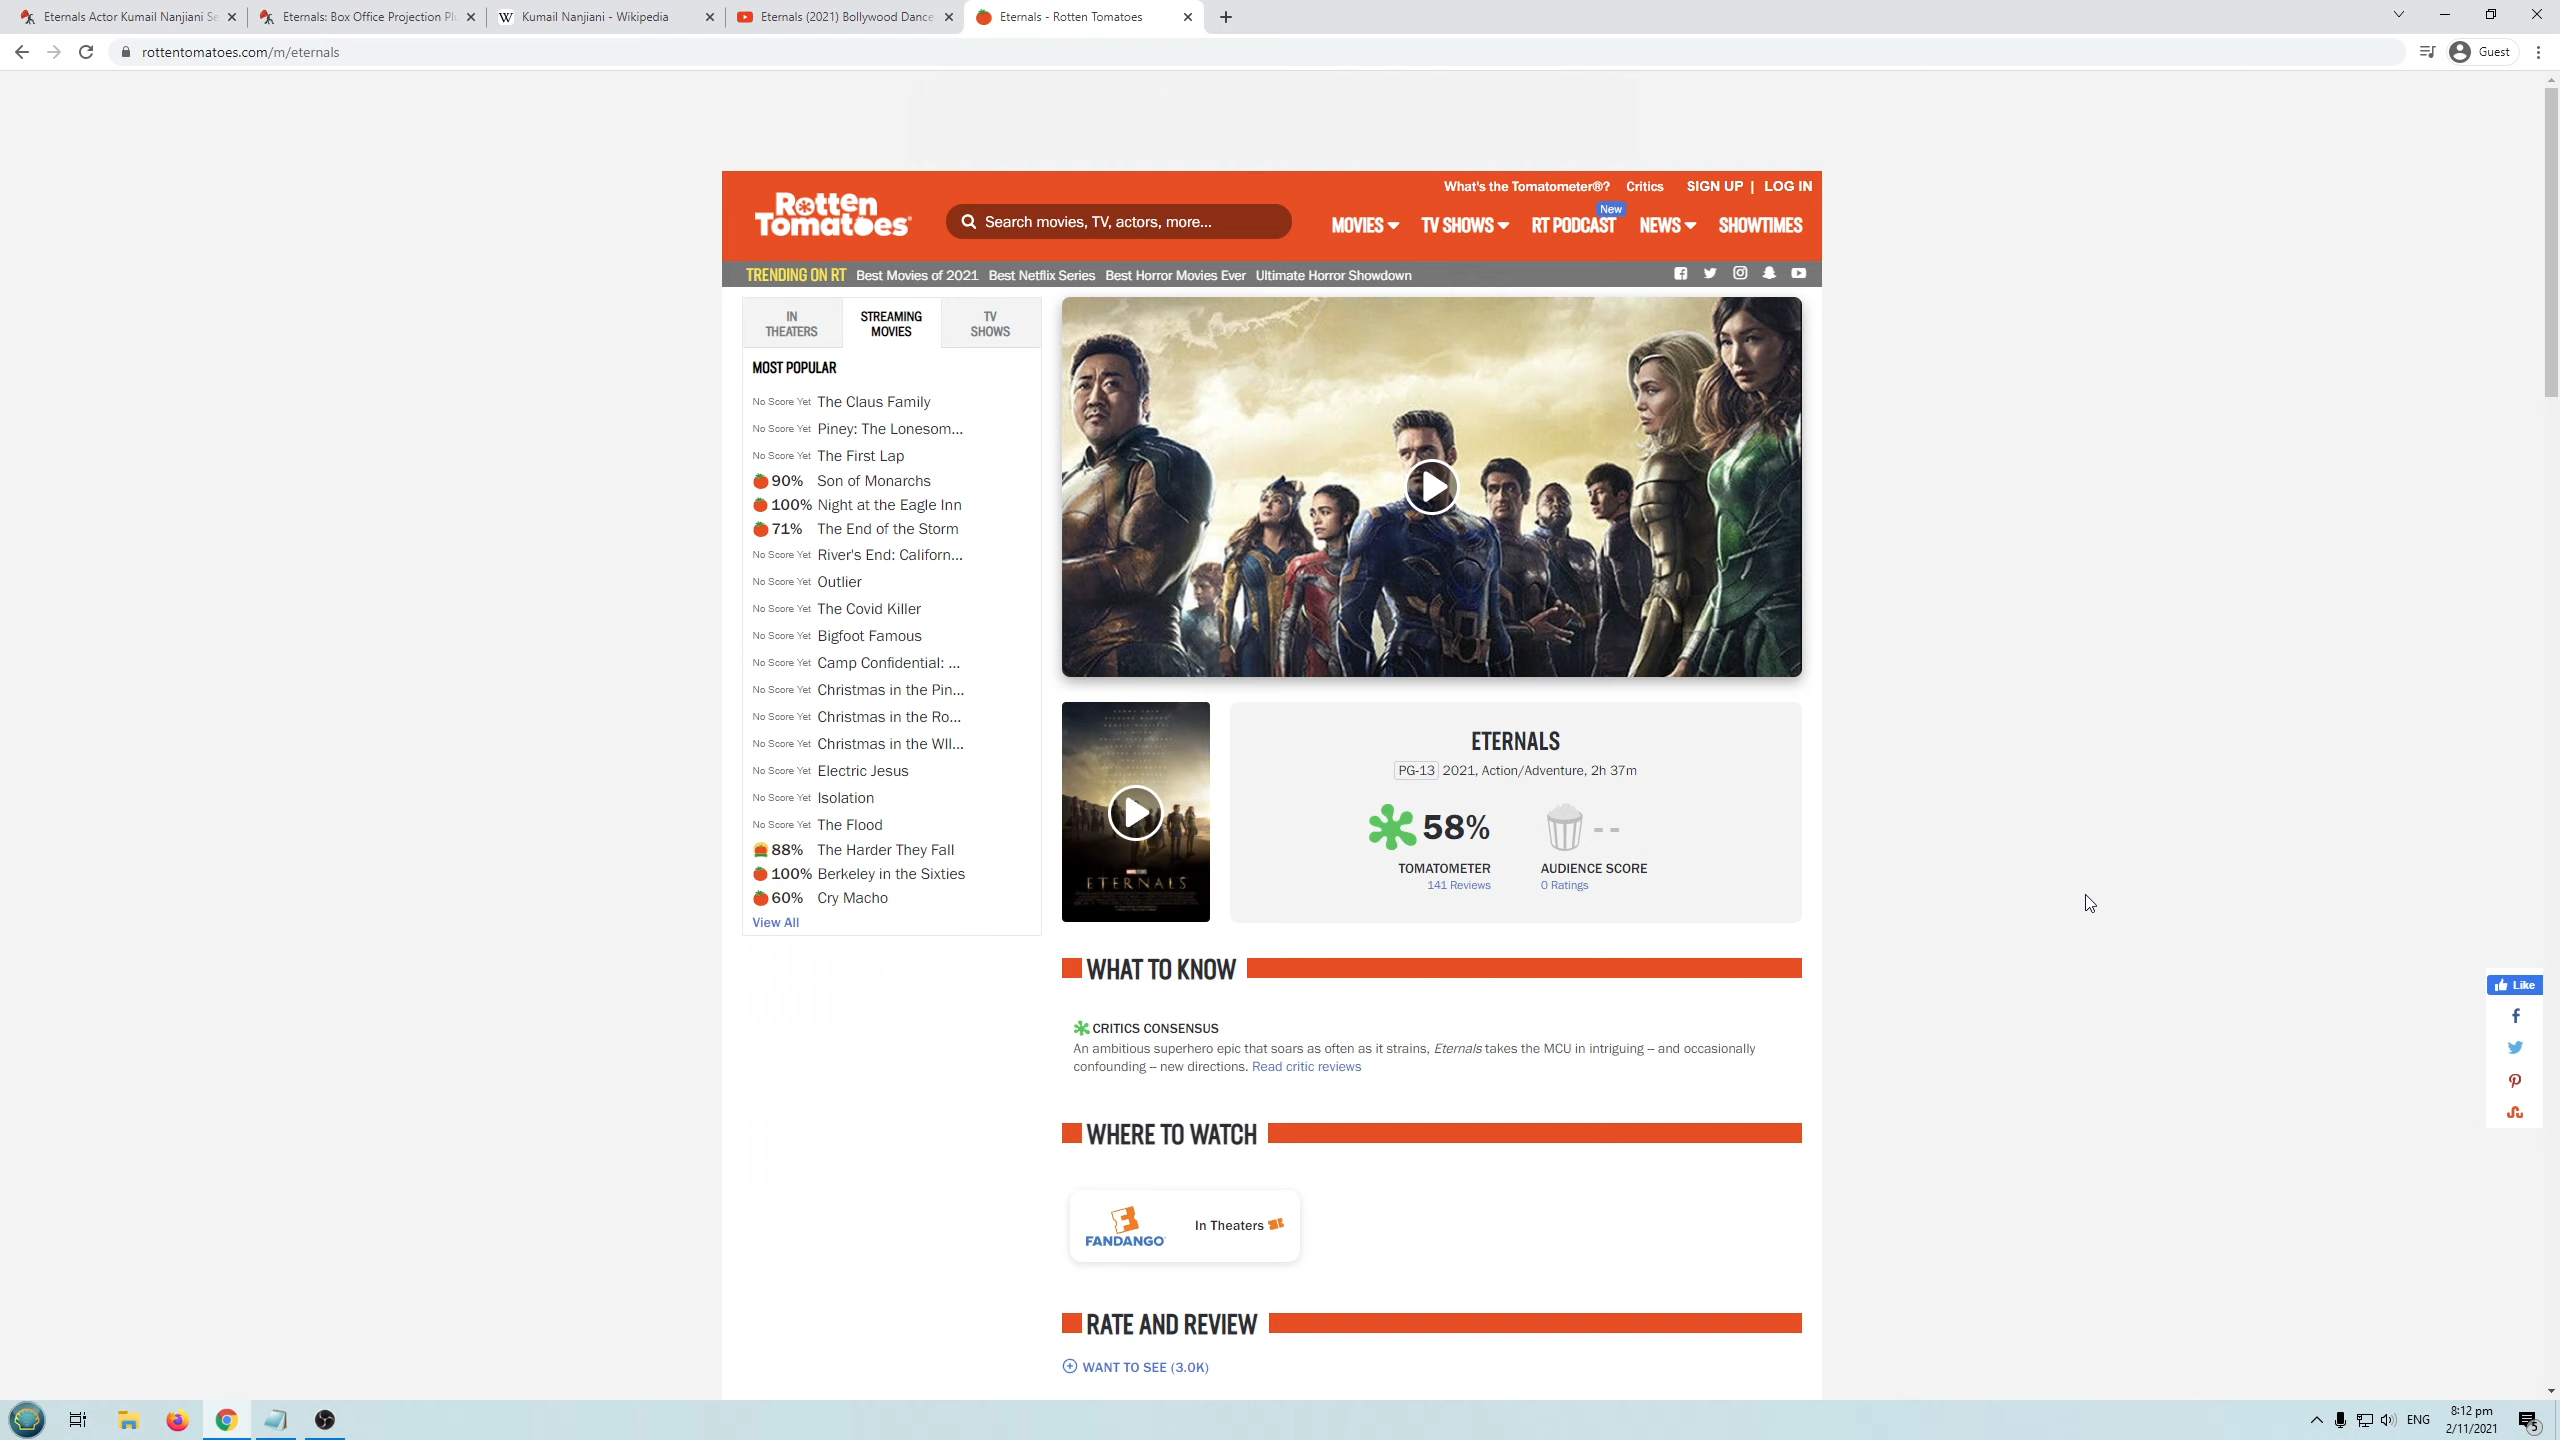 Eternals Actor Kumail Nanjiani Se
Eternals: Box Office Projection Plu
W Kumail Nanjiani - Wikipedia
Eternals (2021) Bollywood Dance
Eternals - Rotten Tomatoes
rottentomatoes.com/m/eternals
Guest
What's the Tomatometer®? Critics SIGN UP | LOG IN
Rotten
Tomatoes
Search movies, TV, actors, more...
New
MOVIES TV SHOWS RT PODCAST NEWS SHOWTIMES
TRENDING ON RT Best Movies of 2021 Best Netflix Series Best Horror Movies Ever Ultimate Horror Showdown
IN
THEATERS
STREAMING
MOVIES
TV
SHOWS
MOST POPULAR
No Score Yet The Claus Family
No Score Yet Piney: The Lonesom...
No Score Yet The First Lap
90% Son of Monarchs
100% Night at the Eagle Inn
71% The End of the Storm
No Score Yet River's End: Californ...
No Score Yet Outlier
No Score Yet The Covid Killer
No Score Yet Bigfoot Famous
No Score Yet Camp Confidential: ...
No Score Yet Christmas in the Pin...
No Score Yet Christmas in the Ro...
No Score Yet Christmas in the WIl...
No Score Yet Electric Jesus
No Score Yet Isolation
No Score Yet The Flood
88% The Harder They Fall
100% Berkeley in the Sixties
60% Cry Macho
View All
ETERNALS
ETERNALS
PG-13 2021, Action/Adventure, 2h 37m
58% - -
TOMATOMETER AUDIENCE SCORE
141 Reviews 0 Ratings
WHAT TO KNOW
CRITICS CONSENSUS
An ambitious superhero epic that soars as often as it strains, Eternals takes the MCU in intriguing – and occasionally
confounding – new directions. Read critic reviews
Like
WHERE TO WATCH
FANDANGO In Theaters
RATE AND REVIEW
WANT TO SEE (3.0K)
ENG
8:12 pm
2/11/2021
5